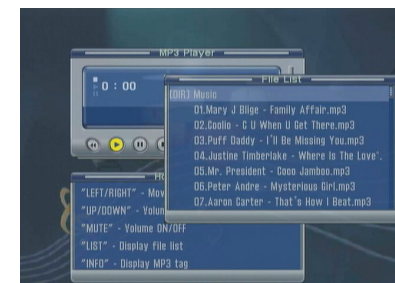 MP3 Player
0 : 00
File List
[DIR] Music
01.Mary J Blige - Family Affair.mp3
02.Coolio - C U When U Get There.mp3
03.Puff Daddy - I'll Be Missing You.mp3
04.Justine Timberlake - Where Is The Love'.
05.Mr. President - Cooo Jamboo.mp3
06.Peter Andre - Mysterious Girl.mp3
07.Aaron Carter - That's How I Beat.mp3
"LEFT/RIGHT" - Mov
"UP/DOWN" - Volum
"MUTE" - Volume ON/OFF
"LIST" - Display file list
"INFO" - Display MP3 tag